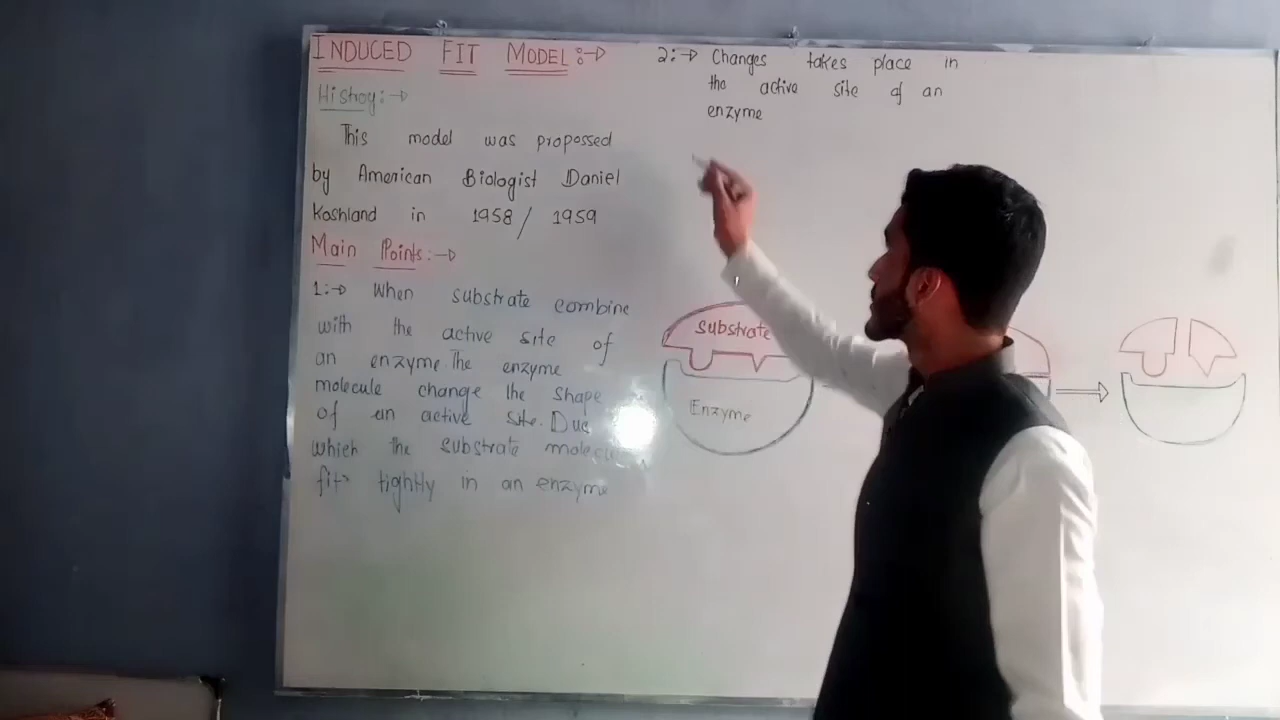 INDUCED FIT MODEL:→
Histroy:→
This model was propossed
by American Biologist Daniel
Koshland in 1958/ 1959
Main Points:→
1:→ When substrate combine
with the active site of
an enzyme The enzyme
molecule change the shape
of an active site. Due
which the substrate
fits tightly in an enzyme
2:→ Changes takes place in
the active site of an
enzyme
Substrate
Enzyme